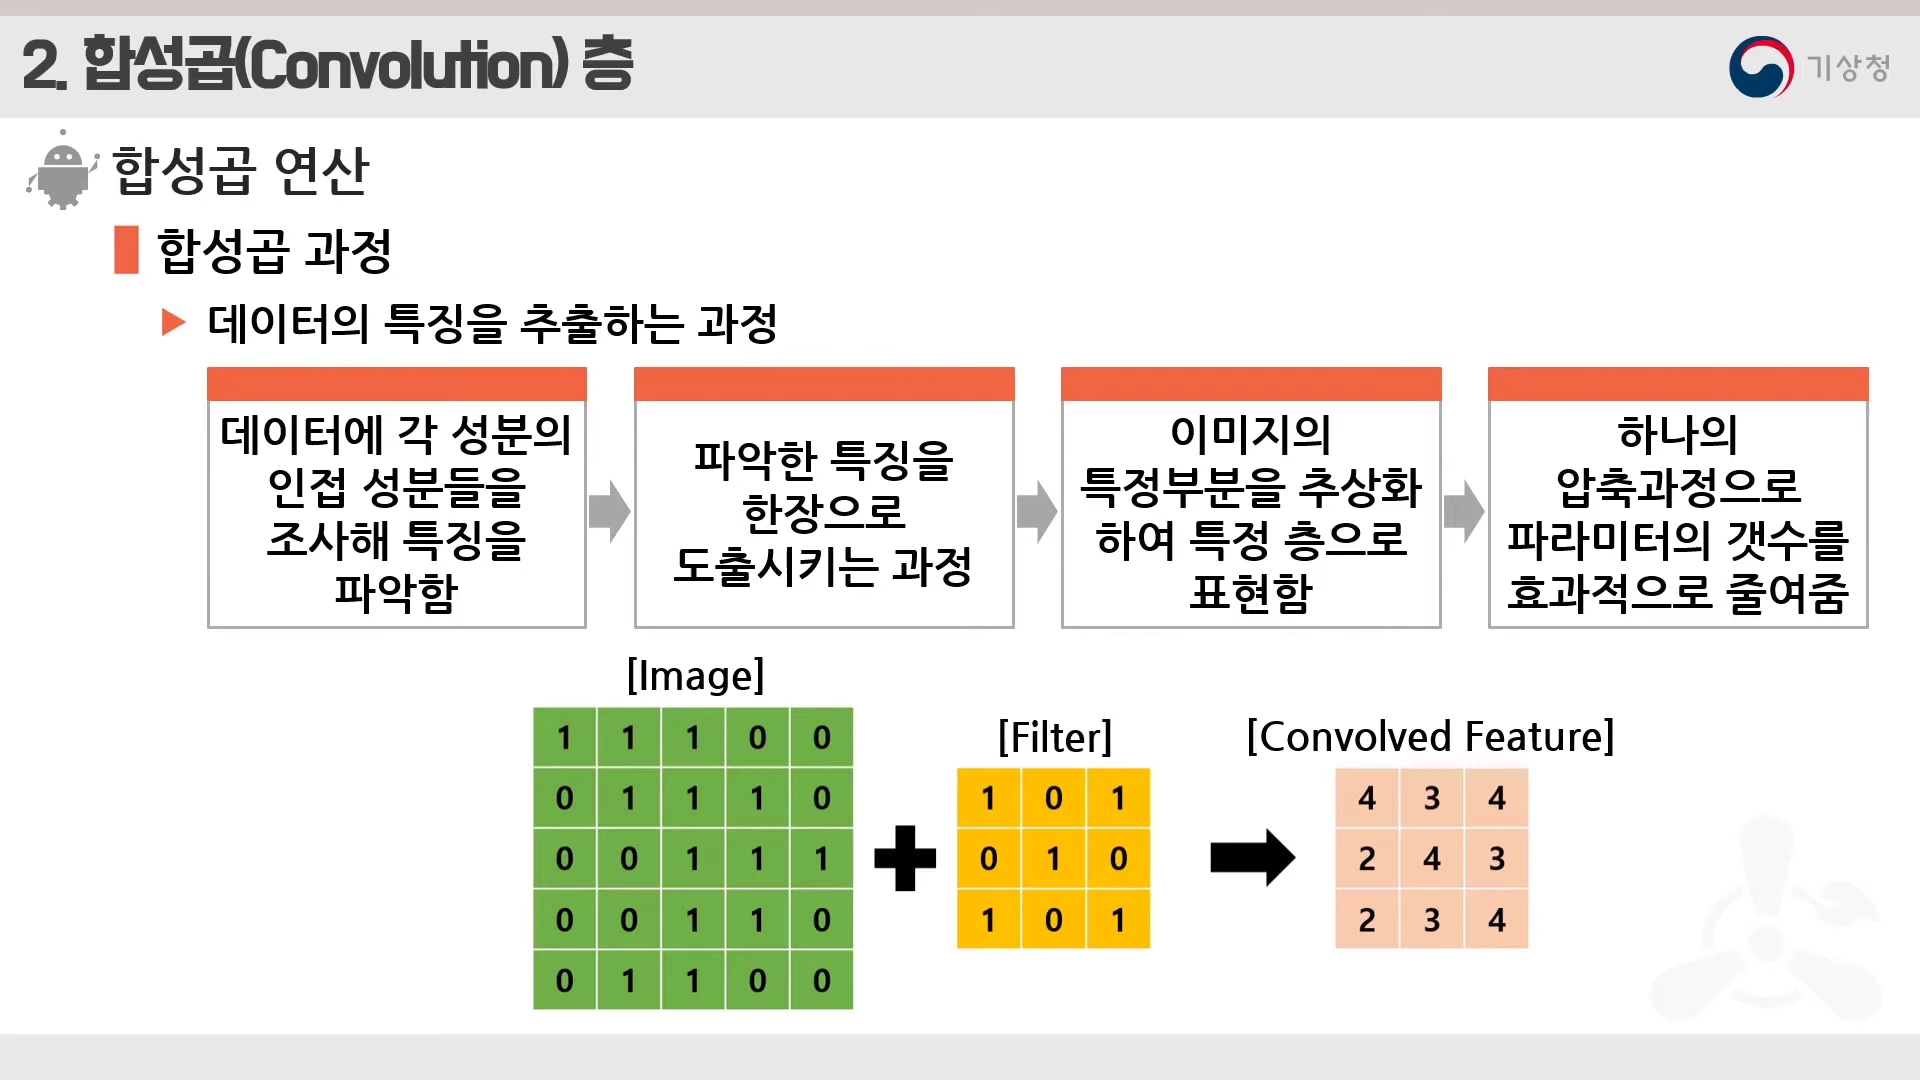 2. 합성곱(Convolution) 층
기상청
합성곱 연산
합성곱 과정
데이터의 특징을 추출하는 과정
데이터에 각 성분의
인접 성분들을
조사해 특징을
파악함
파악한 특징을
한장으로
도출시키는 과정
이미지의
특정부분을 추상화
하여 특정 층으로
표현함
하나의
압축과정으로
파라미터의 갯수를
효과적으로 줄여줌
[Image]
1 1 1 0 0
0 1 1 1 0
0 0 1 1 1
0 0 1 1 0
0 1 1 0 0
[Filter]
1 0 1
0 1 0
1 0 1
[Convolved Feature]
4 3 4
2 4 3
2 3 4